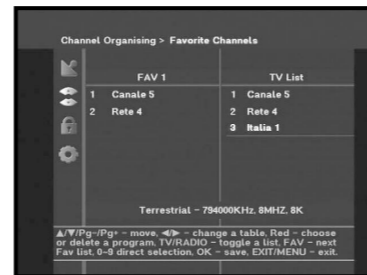 Channel Organising > Favorite Channels
FAV 1
1 Canale 5
2 Rete 4
TV List
1 Canale 5
2 Rete 4
3 Italia 1
Terrestrial – 794000KHz, 8MHZ, 8K
▲/▼/Pg-/Pg+ – move, ◀/▶ – change a table, Red – choose
or delete a program, TV/RADIO – toggle a list, FAV – next
Fav list, 0~9 direct selection, OK – save, EXIT/MENU – exit.